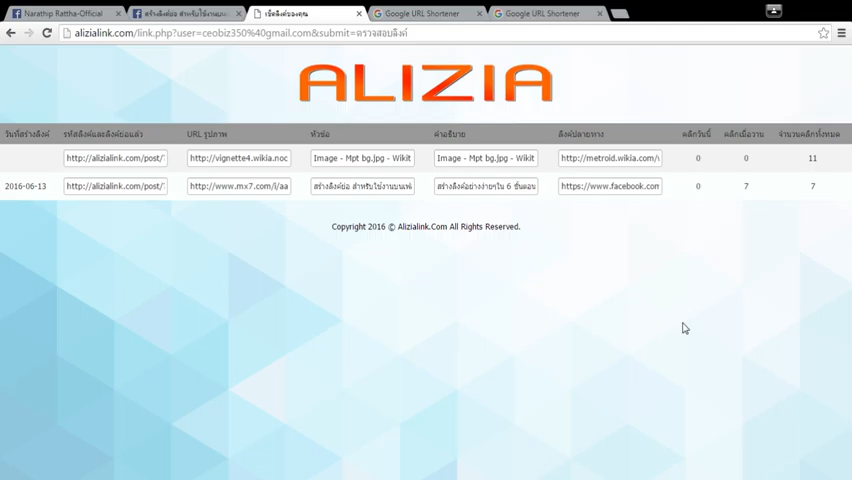 Narathip Rattha-Official
สร้างลิ้งค์ย่อ สำหรับใช้งานบนเ
เช็คลิงค์ของคุณ
Google URL Shortener
Google URL Shortener
alizialink.com/link.php?user=ceobiz350%40gmail.com&submit=ตรวจสอบลิงค์
ALIZIA
วันที่สร้างลิงค์ รหัสลิงค์และลิงค์ย่อแล้ว URL รูปภาพ หัวข้อ คำอธิบาย ลิงค์ปลายทาง คลิกวันนี้ คลิกเมื่อวาน จำนวนคลิกทั้งหมด
http://alizialink.com/post/ http://vignette4.wikia.noc Image - Mpt bg.jpg - Wikit Image - Mpt bg.jpg - Wikit http://metroid.wikia.com/ 0 0 11
2016-06-13 http://alizialink.com/post/ http://www.mx7.com/i/aa สร้างลิงค์ย่อ สำหรับใช้งานบนเฟ สร้างลิงค์อย่างง่ายๆใน 6 ขั้นตอน https://www.facebook.com 0 7 7
Copyright 2016 © Alizialink.Com All Rights Reserved.